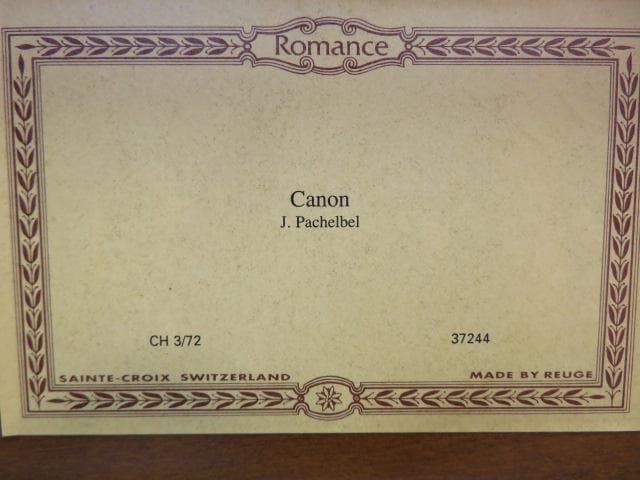 Romance
Canon
J. Pachelbel
CH 3/72 37244
SAINTE-CROIX SWITZERLAND MADE BY REUGE